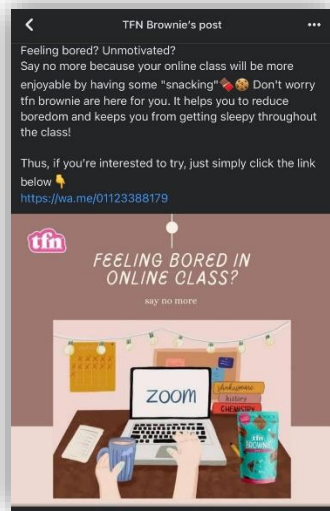 TFN Brownie's post
Feeling bored? Unmotivated?
Say no more because your online class will be more
enjoyable by having some "snacking"🍫🍪 Don't worry
tfn brownie are here for you. It helps you to reduce
boredom and keeps you from getting sleepy throughout
the class!
Thus, if you're interested to try, just simply click the link
below 👇
https://wa.me/01123388179
tfn
FEELING BORED IN
ONLINE CLASS?
say no more
ZOOM
shakespeare
history
CHEMISTRY
tfn
BROWNIE